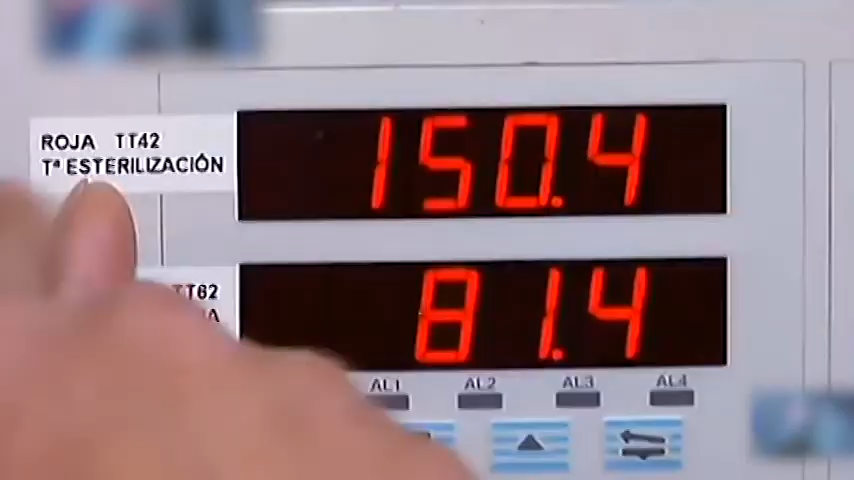 ROJA TT42
Tª ESTERILIZACIÓN
150.4
TT62
81.4
AL1 AL2 AL3 AL4